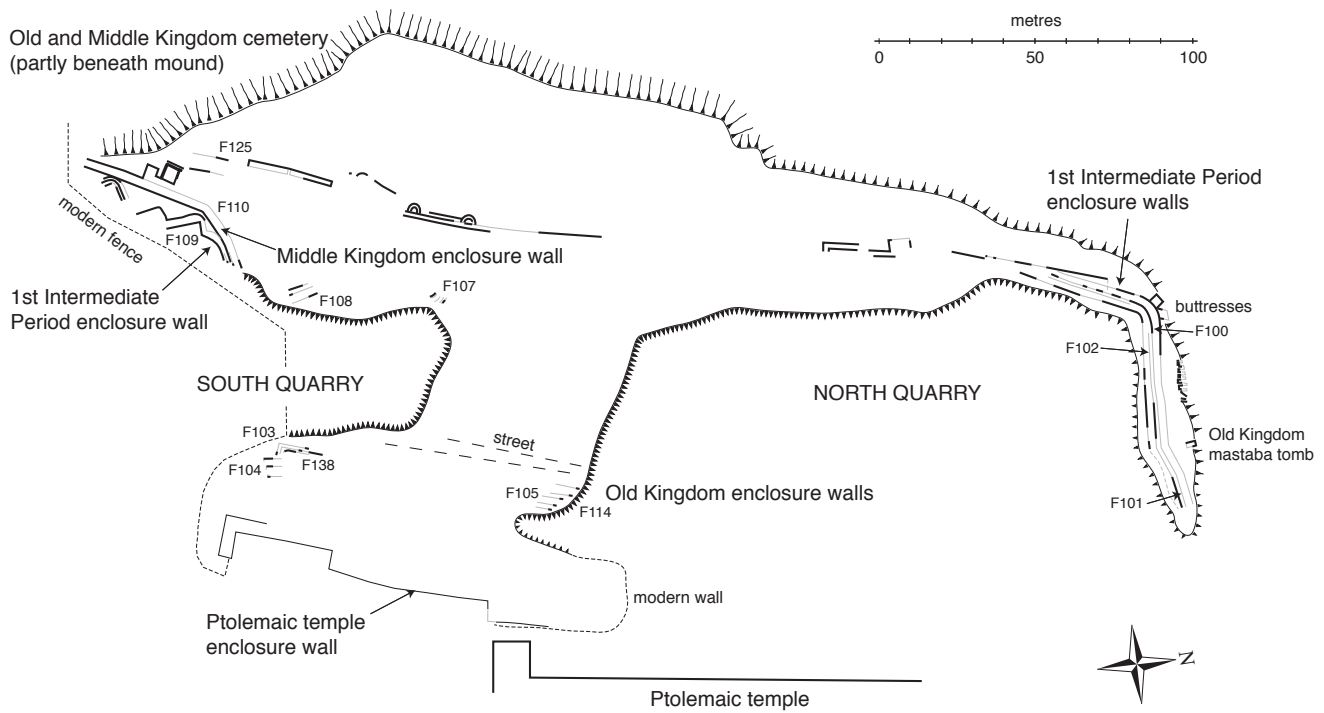 Old and Middle Kingdom cemetery
(partly beneath mound)
metres
0 50 100
F125
1st Intermediate Period
enclosure walls
F110
modern fence
F109
Middle Kingdom enclosure wall
1st Intermediate
Period enclosure wall
F108
F107
buttresses
F100
F102
SOUTH QUARRY
NORTH QUARRY
F103
street
F104
F138
Old Kingdom
mastaba tomb
F105
Old Kingdom enclosure walls
F114
F101
modern wall
Ptolemaic temple
enclosure wall
N
Ptolemaic temple